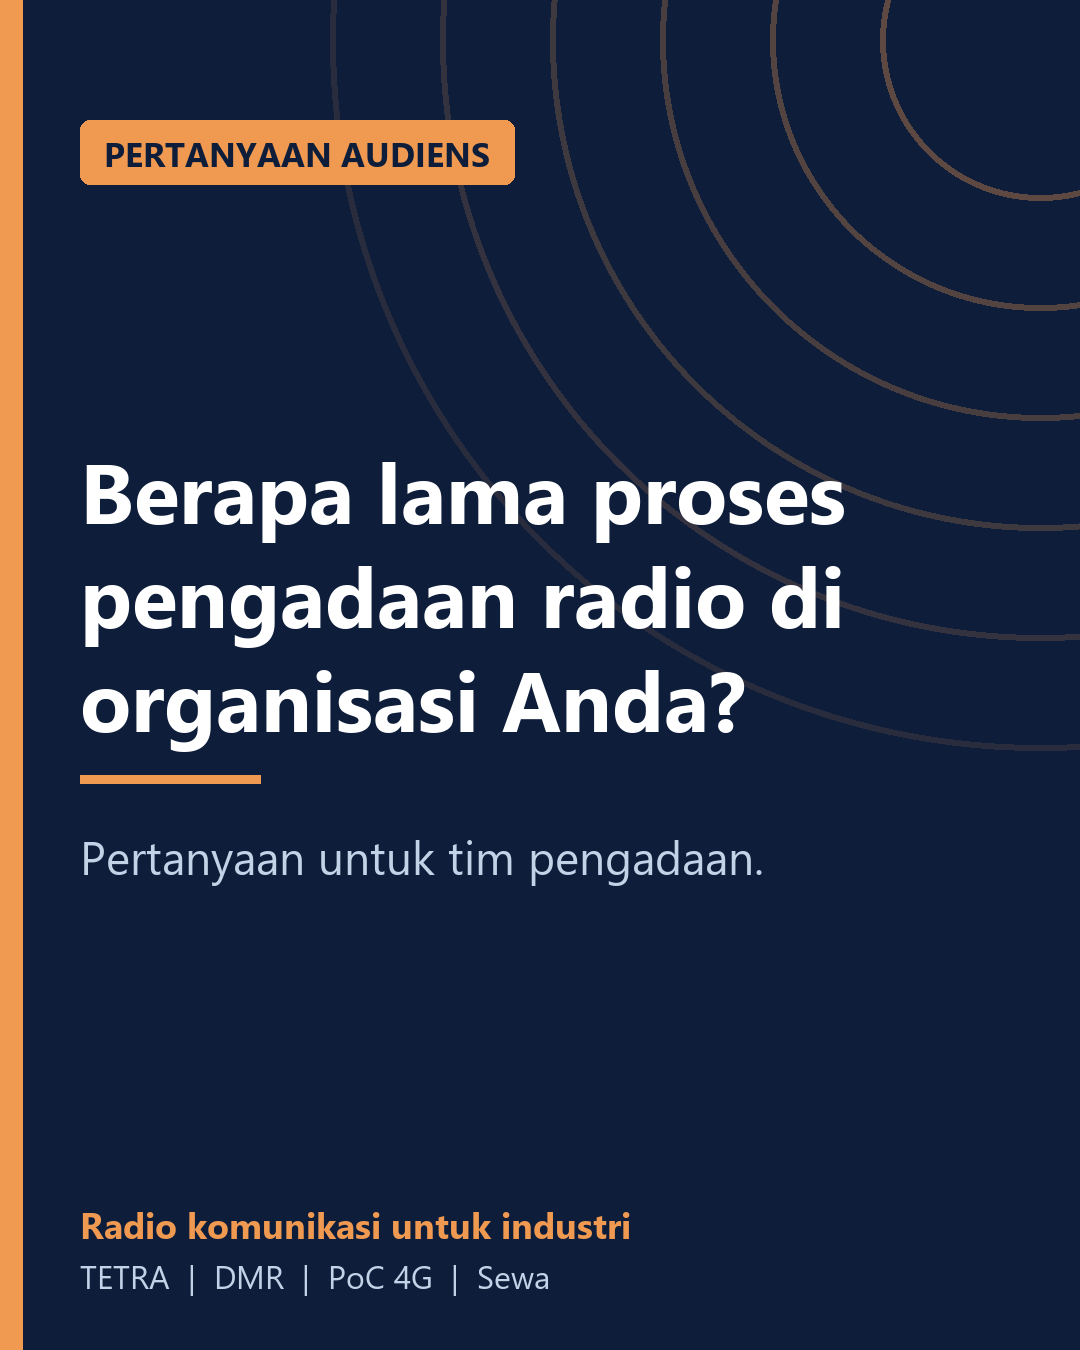 PERTANYAAN AUDIENS
Berapa lama proses
pengadaan radio di
organisasi Anda?
Pertanyaan untuk tim pengadaan.
Radio komunikasi untuk industri
TETRA | DMR | PoC 4G | Sewa